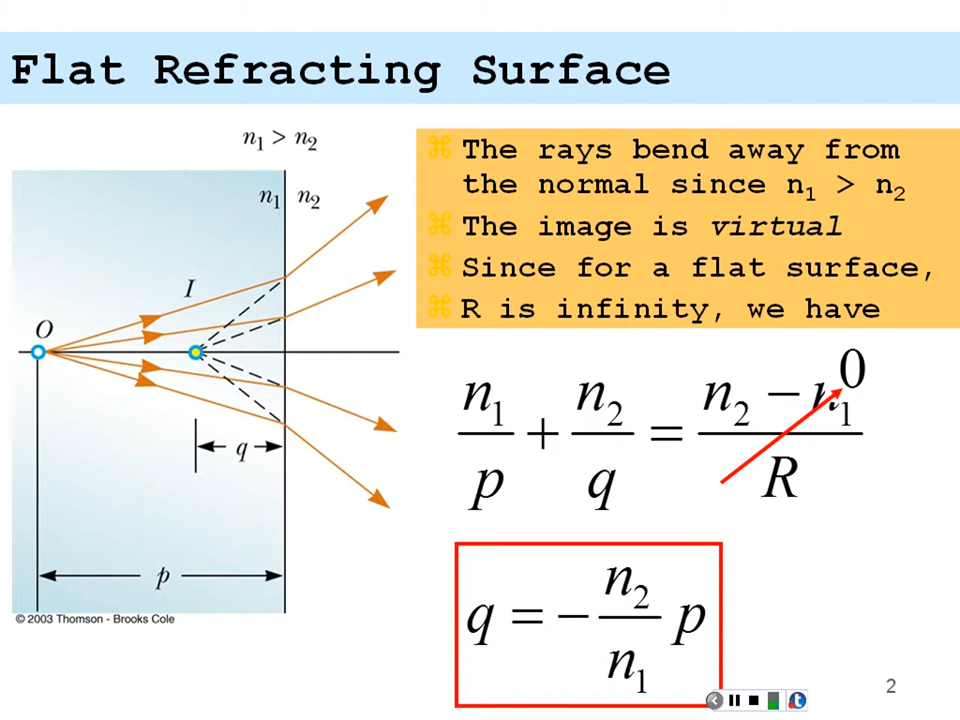 Flat Refracting Surface
n₁ > n₂
n₁ n₂
I
O
q
p
© 2003 Thomson - Brooks Cole
The rays bend away from
the normal since n₁ > n₂
The image is virtual
Since for a flat surface,
R is infinity, we have
n₁/p + n₂/q = (n₂ − n₁)/R 0
q = − n₂/n₁ p
2